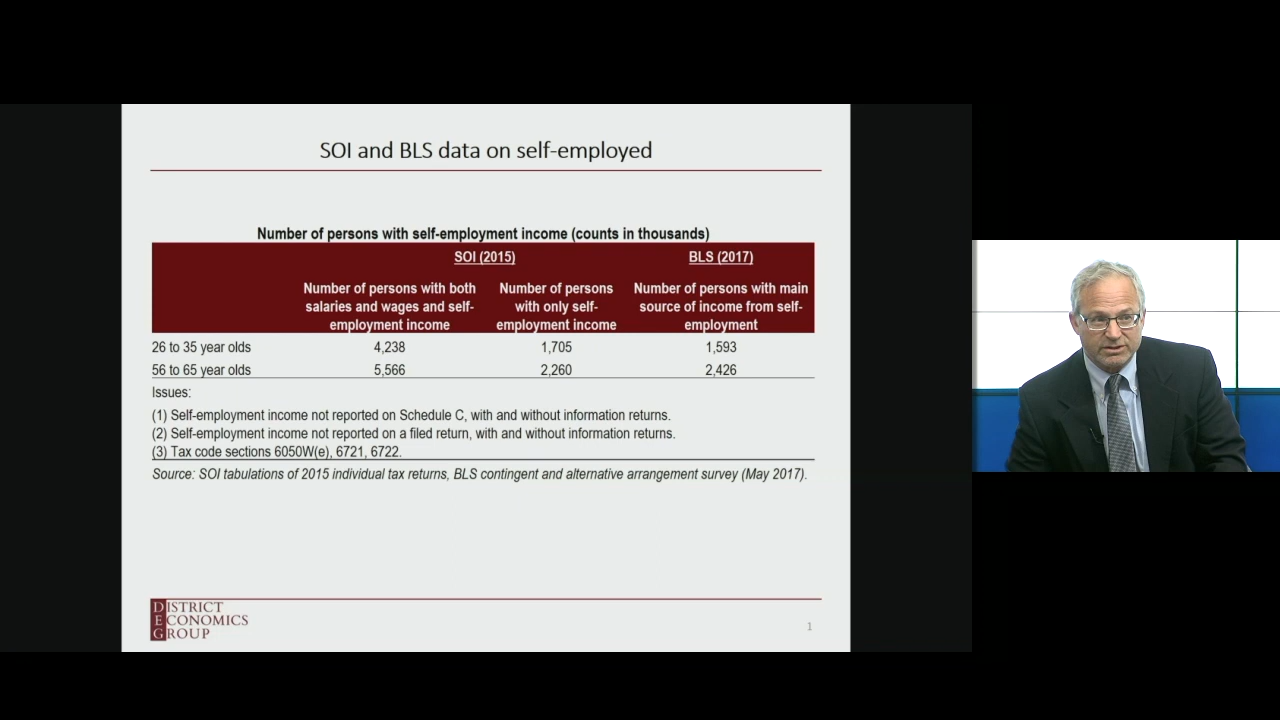 SOI and BLS data on self-employed
Number of persons with self-employment income (counts in thousands)
SOI (2015) BLS (2017)
Number of persons with both salaries and wages and self-employment income Number of persons with only self-employment income Number of persons with main source of income from self-employment
26 to 35 year olds 4,238 1,705 1,593
56 to 65 year olds 5,566 2,260 2,426
Issues:
(1) Self-employment income not reported on Schedule C, with and without information returns.
(2) Self-employment income not reported on a filed return, with and without information returns.
(3) Tax code sections 6050W(e), 6721, 6722.
Source: SOI tabulations of 2015 individual tax returns, BLS contingent and alternative arrangement survey (May 2017).
DISTRICT
ECONOMICS
GROUP
1